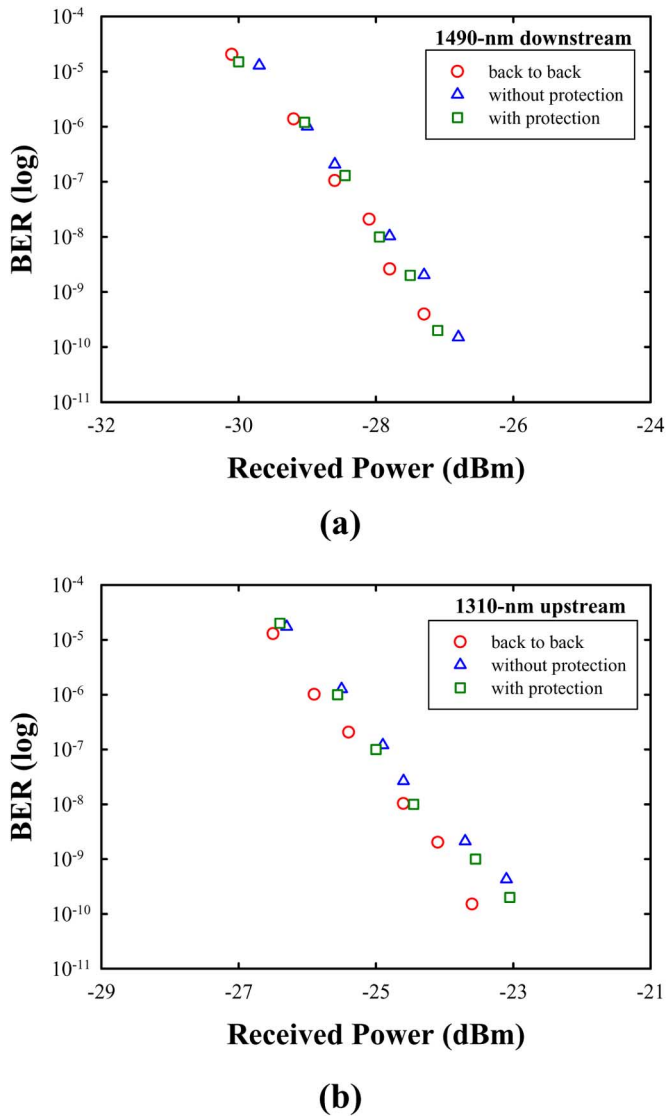 10⁻⁴
10⁻⁵
10⁻⁶
10⁻⁷
10⁻⁸
10⁻⁹
10⁻¹⁰
10⁻¹¹
BER (log)
1490-nm downstream
back to back
without protection
with protection
-32 -30 -28 -26 -24
Received Power (dBm)
(a)
10⁻⁴
10⁻⁵
10⁻⁶
10⁻⁷
10⁻⁸
10⁻⁹
10⁻¹⁰
10⁻¹¹
BER (log)
1310-nm upstream
back to back
without protection
with protection
-29 -27 -25 -23 -21
Received Power (dBm)
(b)